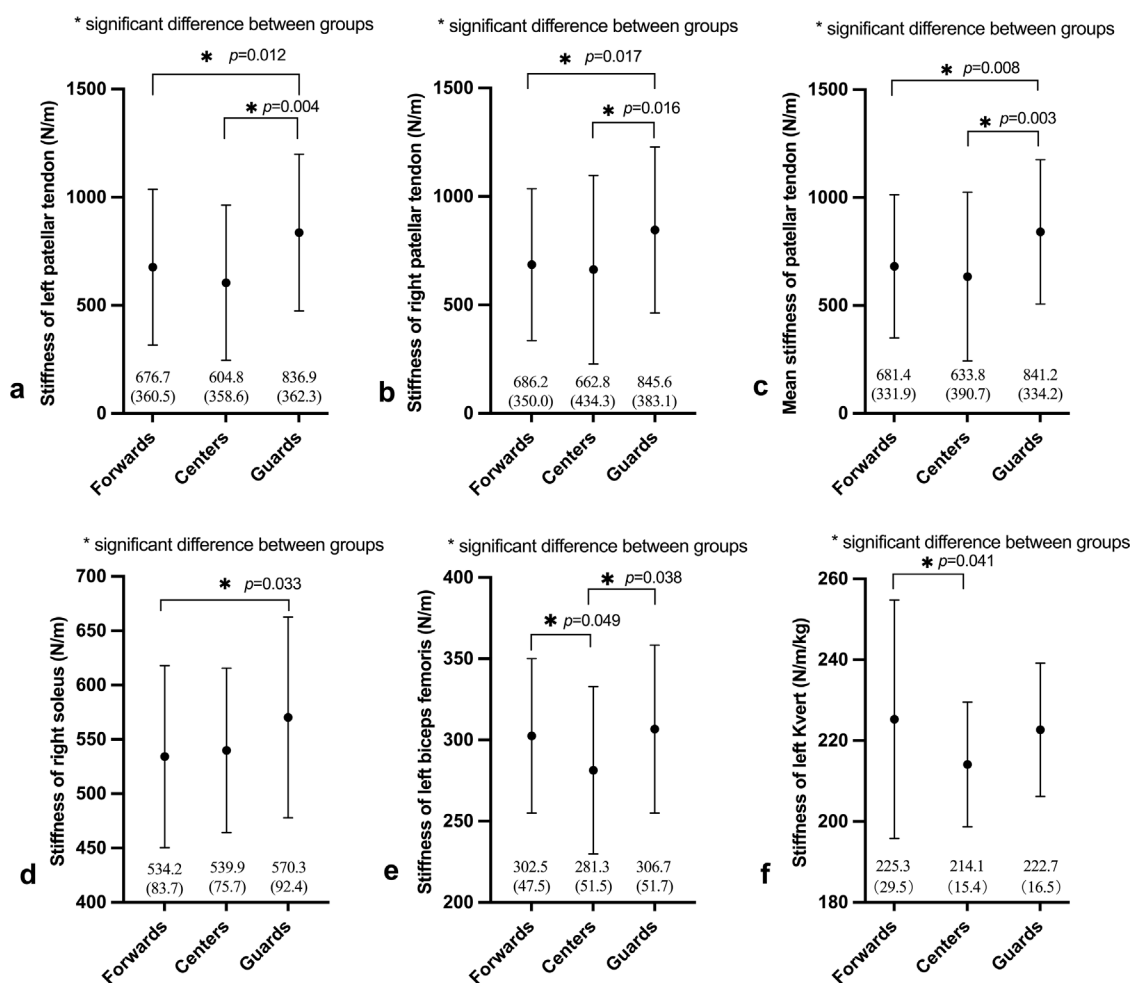 * significant difference between groups
* p=0.012
* p=0.004
Stiffness of left patellar tendon (N/m)
1500
1000
500
0
676.7 604.8 836.9
(360.5) (358.6) (362.3)
Forwards Centers Guards
a
* significant difference between groups
* p=0.017
* p=0.016
Stiffness of right patellar tendon (N/m)
1500
1000
500
0
686.2 662.8 845.6
(350.0) (434.3) (383.1)
Forwards Centers Guards
b
* significant difference between groups
* p=0.008
* p=0.003
Mean stiffness of patellar tendon (N/m)
1500
1000
500
0
681.4 633.8 841.2
(331.9) (390.7) (334.2)
Forwards Centers Guards
c
* significant difference between groups
* p=0.033
Stiffness of right soleus (N/m)
700
650
600
550
500
450
400
534.2 539.9 570.3
(83.7) (75.7) (92.4)
Forwards Centers Guards
d
* significant difference between groups
* p=0.038
* p=0.049
Stiffness of left biceps femoris (N/m)
400
350
300
250
200
302.5 281.3 306.7
(47.5) (51.5) (51.7)
Forwards Centers Guards
e
* significant difference between groups
* p=0.041
Stiffness of left Kvert (N/m/kg)
260
240
220
200
180
225.3 214.1 222.7
(29.5) (15.4) (16.5)
Forwards Centers Guards
f